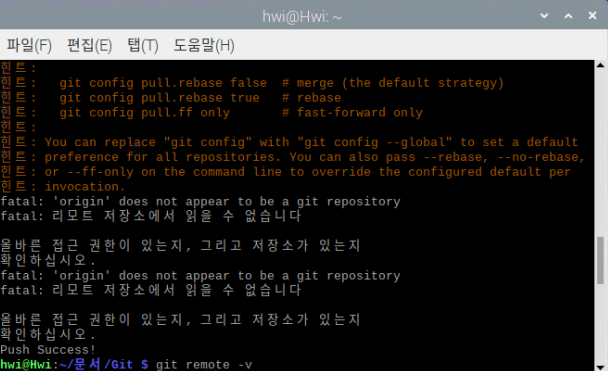 hwi@Hwi: ~
파일(F) 편집(E) 탭(T) 도움말(H)
힌트:
힌트: git config pull.rebase false # merge (the default strategy)
힌트: git config pull.rebase true # rebase
힌트: git config pull.ff only # fast-forward only
힌트:
힌트: You can replace "git config" with "git config --global" to set a default
힌트: preference for all repositories. You can also pass --rebase, --no-rebase,
힌트: or --ff-only on the command line to override the configured default per
힌트: invocation.
fatal: 'origin' does not appear to be a git repository
fatal: 리모트 저장소에서 읽을 수 없습니다
올바른 접근 권한이 있는지, 그리고 저장소가 있는지
확인하십시오.
fatal: 'origin' does not appear to be a git repository
fatal: 리모트 저장소에서 읽을 수 없습니다
올바른 접근 권한이 있는지, 그리고 저장소가 있는지
확인하십시오.
Push Success!
hwi@Hwi:~/문서/Git $ git remote -v